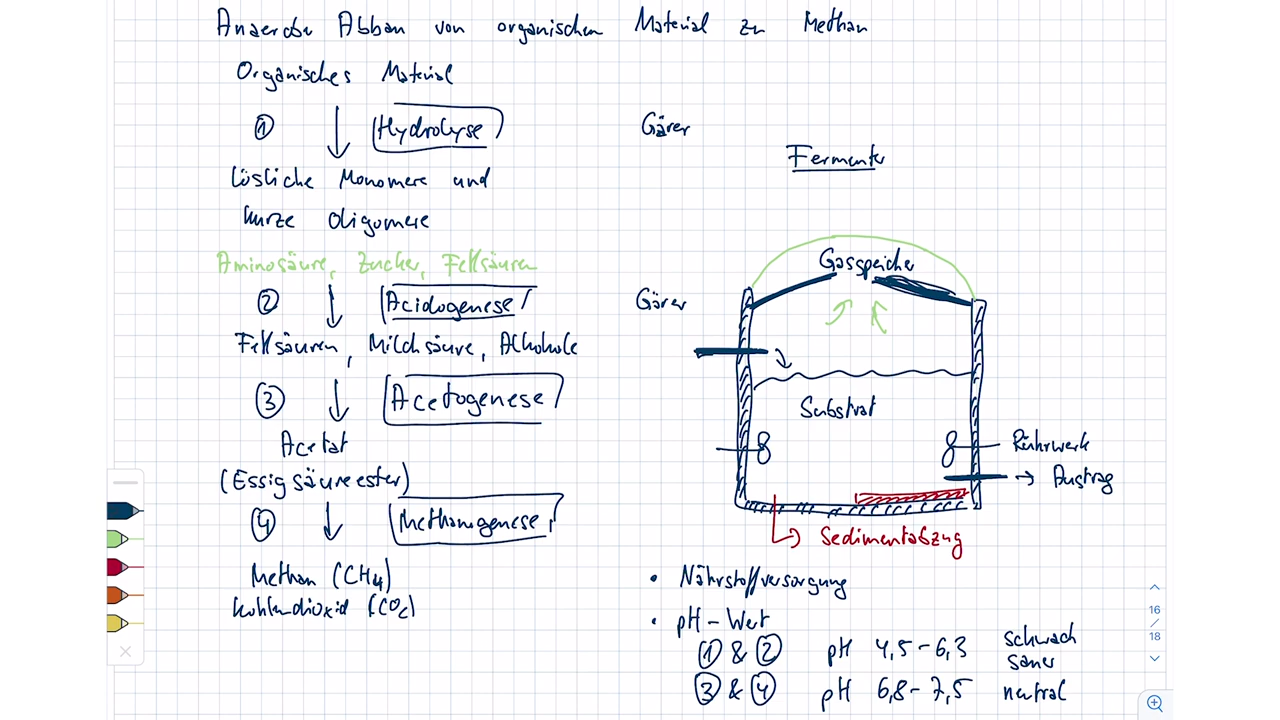 Anaerobe Abbau von organischem Material zu Methan
Organisches Material
① Hydrolyse
lösliche Monomere und
kurze Oligomere
Aminosäure, Zucker, Fettsäuren
② Acidogenese
Fettsäuren, Milchsäure, Alkohole
③ Acetogenese
Acetat
(Essigsäureester)
④ Methanogenese
Methan (CH4)
Kohlendioxid (CO2)
Gärer
Fermenter
Gasspeicher
Gärer
Substrat
Rührwerk
Austrag
Sedimentabzug
• Nährstoffversorgung
• pH-Wert
① & ② pH 4,5-6,3 schwach sauer
③ & ④ pH 6,8-7,5 neutral
16
/
18